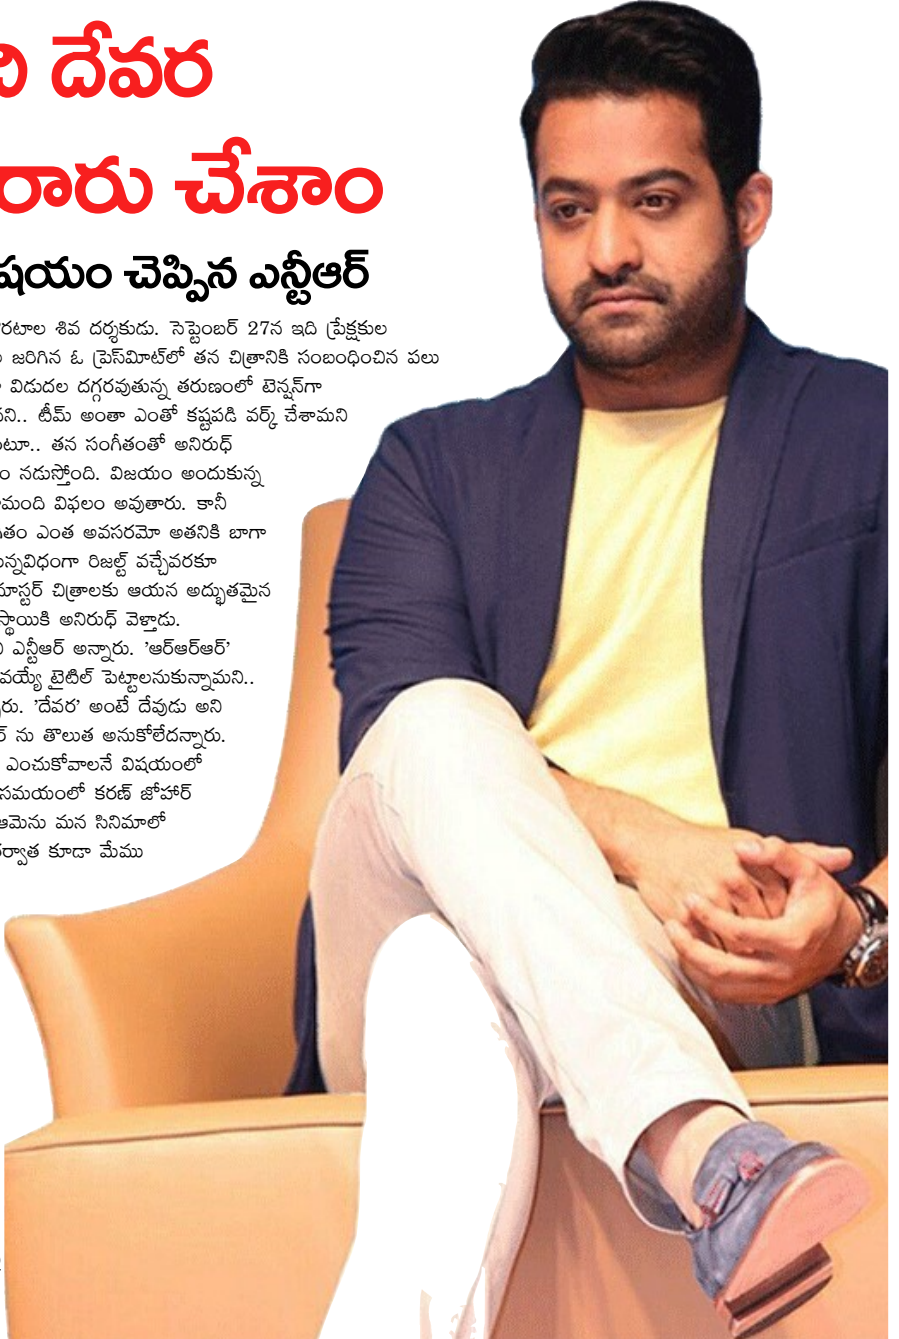 ది దేవర
రారు చేశాం
షయం చెప్పిన ఎన్టీఆర్
రటాల శివ దర్శకుడు. సెప్టెంబర్ 27న ఇది ప్రేక్షకుల
జరిగిన ఓ ప్రెస్‌మీట్‌లో తన చిత్రానికి సంబంధించిన పలు
విడుదల దగ్గరవుతున్న తరుణంలో టెన్షన్‌గా
ని.. టీమ్ అంతా ఎంతో కష్టపడి వర్క్ చేశామని
టూ.. తన సంగీతంతో అనిరుధ్
ం నడుస్తోంది. విజయం అందుకున్న
మంది విఫలం అవుతారు. కానీ
తం ఎంత అవసరమో అతనికి బాగా
న్నవిధంగా రిజల్ట్ వచ్చేవరకూ
మాస్టర్ చిత్రాలకు ఆయన అద్భుతమైన
స్థాయికి అనిరుధ్ వెళ్తాడు.
ఎన్టీఆర్ అన్నారు. 'ఆర్ఆర్ఆర్'
వయ్యే టైటిల్ పెట్టాలనుకున్నామని..
రు. 'దేవర' అంటే దేవుడు అని
ర్ ను తొలుత అనుకోలేదన్నారు.
ఎంచుకోవాలనే విషయంలో
సమయంలో కరణ్ జోహార్
ఆమెను మన సినిమాలో
ర్వాత కూడా మేము